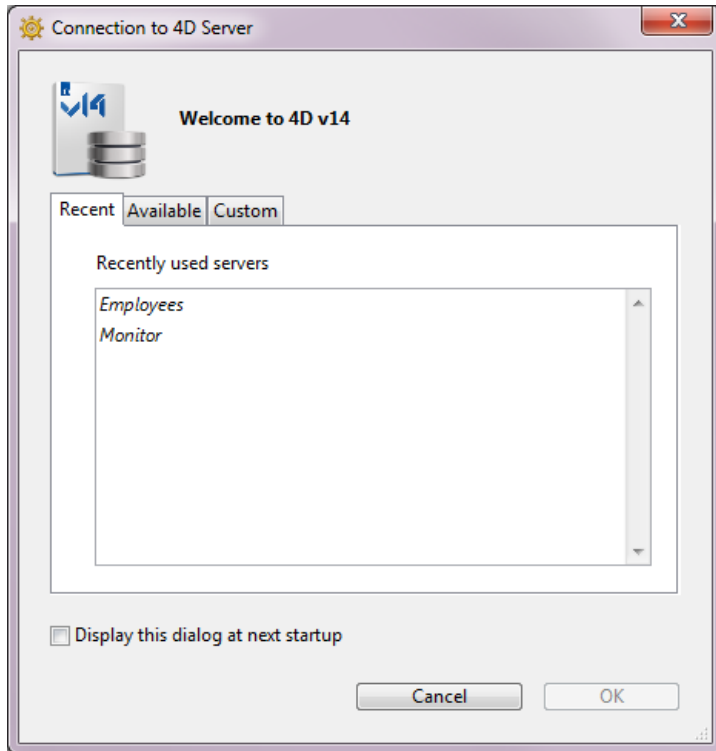 Connection to 4D Server
v14
Welcome to 4D v14
Recent Available Custom
Recently used servers
Employees
Monitor
Display this dialog at next startup
Cancel OK